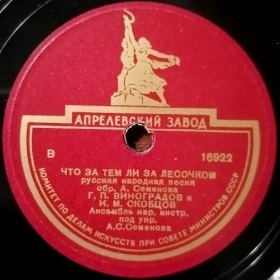 АПРЕЛЕВСКИЙ ЗАВОД
В 16922
ЧТО ЗА ТЕМ ЛИ ЗА ЛЕСОЧКОМ
русская народная песня
обр. А. Семенова
Г. П. ВИНОГРАДОВ и
И. М. СКОБЦОВ
Ансамбль нар. инстр.
под упр.
А.С.Семенова
КОМИТЕТ ПО ДЕЛАМ ИСКУССТВ ПРИ СОВЕТЕ МИНИСТРОВ СССР